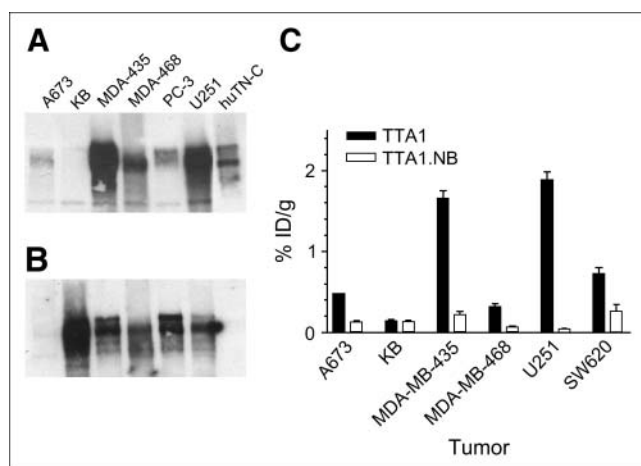 A
A673
KB
MDA-435
MDA-468
PC-3
U251
huTN-C
B
C
TTA1
TTA1.NB
% ID/g
2
1
0
A673
KB
MDA-MB-435
MDA-MB-468
U251
SW620
Tumor